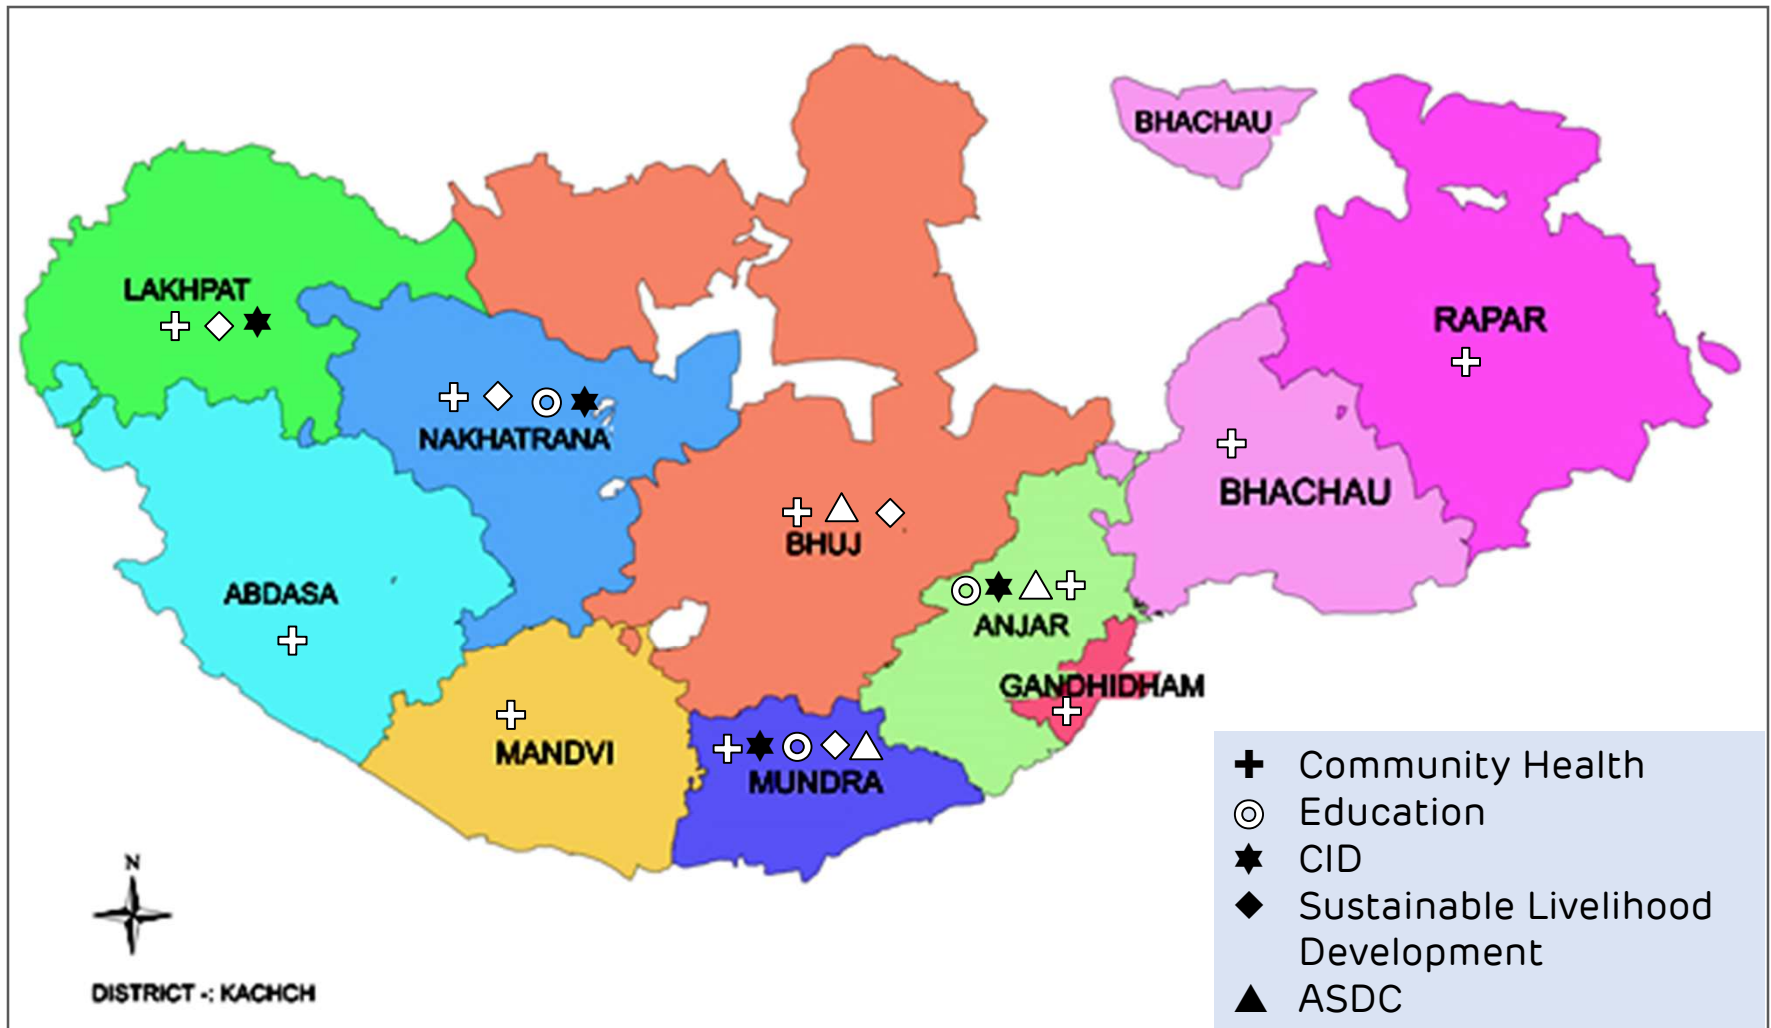 BHACHAU
LAKHPAT
RAPAR
NAKHATRANA
BHACHAU
BHUJ
ABDASA
ANJAR
GANDHIDHAM
MANDVI
MUNDRA
Community Health
Education
CID
Sustainable Livelihood
Development
ASDC
N
DISTRICT -: KACHCH